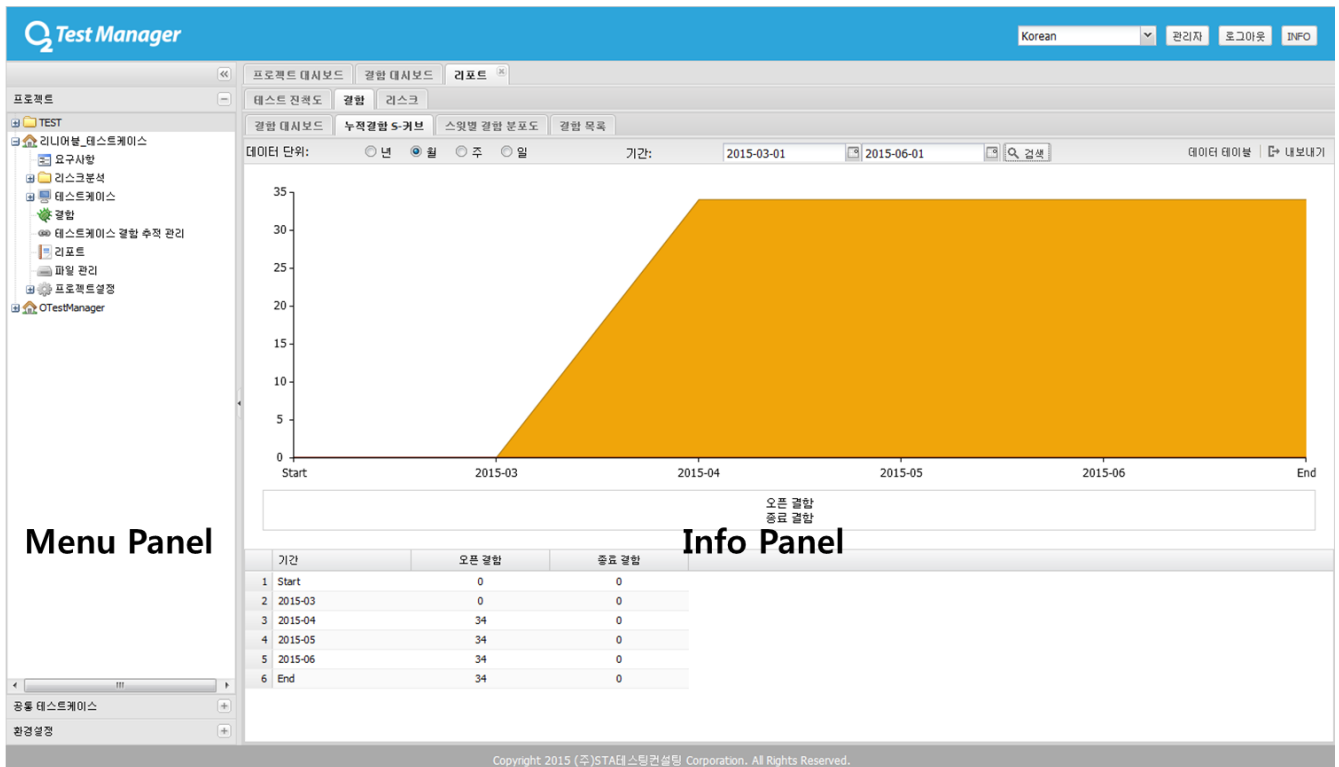 O2 Test Manager
Korean 관리자 로그아웃 INFO
프로젝트 대시보드 결함 대시보드 리포트
프로젝트
테스트 진척도 결함 리스크
TEST
결함 대시보드 누적결함 S-커브 스윗별 결함 분포도 결함 목록
리니어블_테스트케이스
데이터 단위: 년 월 주 일 기간: 2015-03-01 2015-06-01 검색 데이터 테이블 내보내기
요구사항
리스크분석
테스트케이스
결함
테스트케이스 결함 추적 관리
리포트
파일 관리
프로젝트설정
OTestManager
35
30
25
20
15
10
5
0
Start 2015-03 2015-04 2015-05 2015-06 End
오픈 결함
종료 결함
Menu Panel
Info Panel
기간 오픈 결함 종료 결함
1 Start 0 0
2 2015-03 0 0
3 2015-04 34 0
4 2015-05 34 0
5 2015-06 34 0
6 End 34 0
공통 테스트케이스
환경설정
Copyright 2015 (주)STA테스팅컨설팅 Corporation. All Rights Reserved.